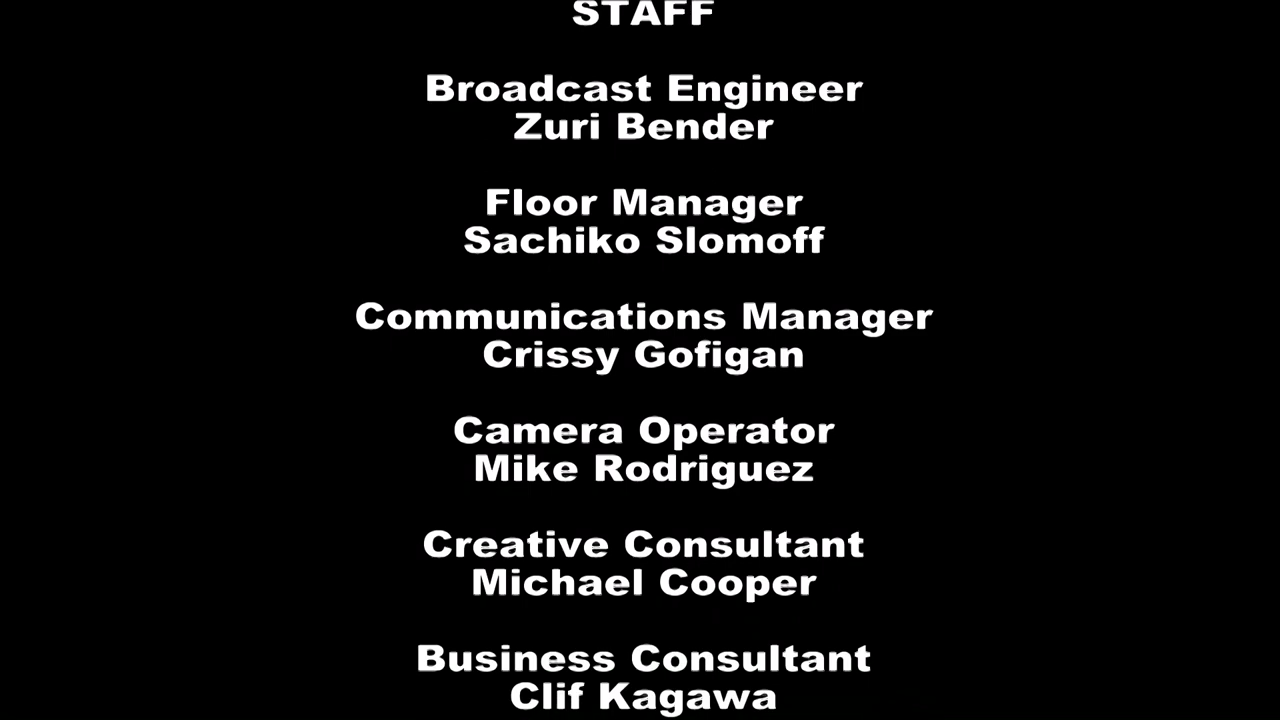 STAFF
Broadcast Engineer
Zuri Bender
Floor Manager
Sachiko Slomoff
Communications Manager
Crissy Gofigan
Camera Operator
Mike Rodriguez
Creative Consultant
Michael Cooper
Business Consultant
Clif Kagawa